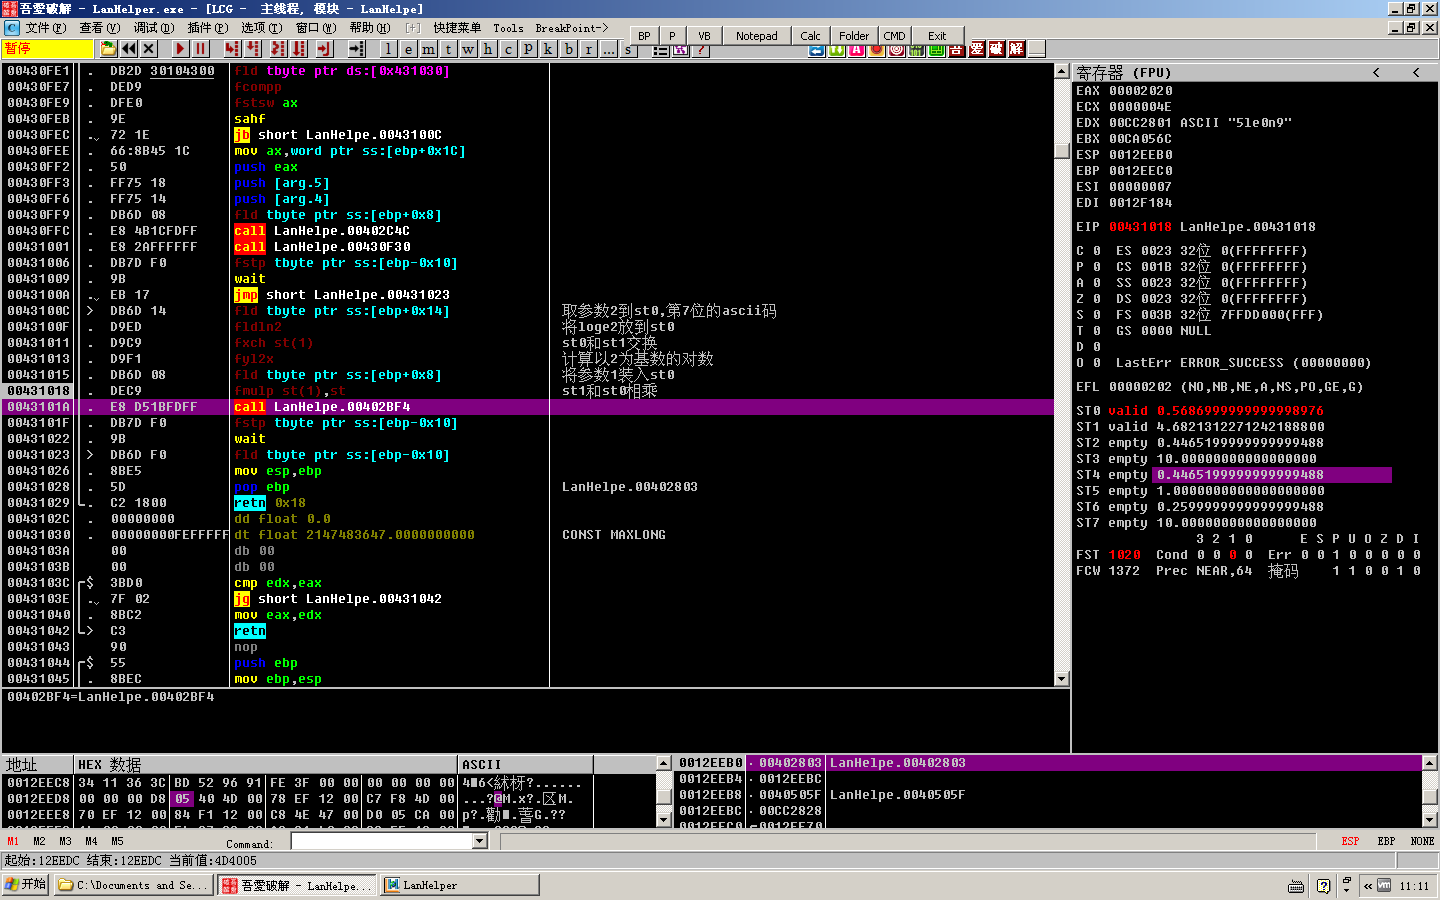 吾爱破解 - LanHelper.exe - [LCG -  主线程, 模块 - LanHelpe]
文件(F) 查看(V) 调试(D) 插件(P) 选项(T) 窗口(W) 帮助(H) [+] 快捷菜单 Tools BreakPoint->
BP P VB Notepad Calc Folder CMD Exit
暂停 l e m t w h c p k b r ... s 吾 爱 破 解
00430FE1 . DB2D 30104300 fld tbyte ptr ds:[0x431030]
00430FE7 . DED9 fcompp
00430FE9 . DFE0 fstsw ax
00430FEB . 9E sahf
00430FEC . 72 1E jb short LanHelpe.0043100C
00430FEE . 66:8B45 1C mov ax,word ptr ss:[ebp+0x1C]
00430FF2 . 50 push eax
00430FF3 . FF75 18 push [arg.5]
00430FF6 . FF75 14 push [arg.4]
00430FF9 . DB6D 08 fld tbyte ptr ss:[ebp+0x8]
00430FFC . E8 4B1CFDFF call LanHelpe.00402C4C
00431001 . E8 2AFFFFFF call LanHelpe.00430F30
00431006 . DB7D F0 fstp tbyte ptr ss:[ebp-0x10]
00431009 . 9B wait
0043100A . EB 17 jmp short LanHelpe.00431023
0043100C > DB6D 14 fld tbyte ptr ss:[ebp+0x14] 取参数2到st0,第7位的ascii码
0043100F . D9ED fldln2 将loge2放到st0
00431011 . D9C9 fxch st(1) st0和st1交换
00431013 . D9F1 fyl2x 计算以2为基数的对数
00431015 . DB6D 08 fld tbyte ptr ss:[ebp+0x8] 将参数1装入st0
00431018 . DEC9 fmulp st(1),st st1和st0相乘
0043101A . E8 D51BFDFF call LanHelpe.00402BF4
0043101F . DB7D F0 fstp tbyte ptr ss:[ebp-0x10]
00431022 . 9B wait
00431023 > DB6D F0 fld tbyte ptr ss:[ebp-0x10]
00431026 . 8BE5 mov esp,ebp
00431028 . 5D pop ebp LanHelpe.00402803
00431029 . C2 1800 retn 0x18
0043102C . 00000000 dd float 0.0
00431030 . 00000000FEFFFFF dt float 2147483647.0000000000 CONST MAXLONG
0043103A 00 db 00
0043103B 00 db 00
0043103C $ 3BD0 cmp edx,eax
0043103E . 7F 02 jg short LanHelpe.00431042
00431040 . 8BC2 mov eax,edx
00431042 > C3 retn
00431043 90 nop
00431044 $ 55 push ebp
00431045 . 8BEC mov ebp,esp
00402BF4=LanHelpe.00402BF4
寄存器 (FPU) < <
EAX 00002020
ECX 0000004E
EDX 00CC2801 ASCII "5le0n9"
EBX 00CA056C
ESP 0012EEB0
EBP 0012EEC0
ESI 00000007
EDI 0012F184
EIP 00431018 LanHelpe.00431018
C 0 ES 0023 32位 0(FFFFFFFF)
P 0 CS 001B 32位 0(FFFFFFFF)
A 0 SS 0023 32位 0(FFFFFFFF)
Z 0 DS 0023 32位 0(FFFFFFFF)
S 0 FS 003B 32位 7FFDD000(FFF)
T 0 GS 0000 NULL
D 0
O 0 LastErr ERROR_SUCCESS (00000000)
EFL 00000202 (NO,NB,NE,A,NS,PO,GE,G)
ST0 valid 0.5686999999999998976
ST1 valid 4.6821312271242188800
ST2 empty 0.4465199999999999488
ST3 empty 10.000000000000000000
ST4 empty 0.4465199999999999488
ST5 empty 1.0000000000000000000
ST6 empty 0.2599999999999999488
ST7 empty 10.000000000000000000
3 2 1 0 E S P U O Z D I
FST 1020 Cond 0 0 0 0 Err 0 0 1 0 0 0 0 0
FCW 1372 Prec NEAR,64 掩码 1 1 0 0 1 0
地址 HEX 数据 ASCII
0012EEC8 34 11 36 3C BD 52 96 91 FE 3F 00 00 00 00 00 00
0012EED8 00 00 00 D8 05 40 4D 00 78 EF 12 00 C7 F8 4D 00
0012EEE8 70 EF 12 00 84 F1 12 00 C8 4E 47 00 D0 05 CA 00
0012EEB0 00402803 LanHelpe.00402803
0012EEB4 0012EEBC
0012EEB8 0040505F LanHelpe.0040505F
0012EEBC 00CC2828
0012EEC0 0012EF70
M1 M2 M3 M4 M5 Command: ESP EBP NONE
起始:12EEDC 结束:12EEDC 当前值:4D4005
开始 C:\Documents and Se... 吾爱破解 - LanHelpe... LanHelper « 11:11